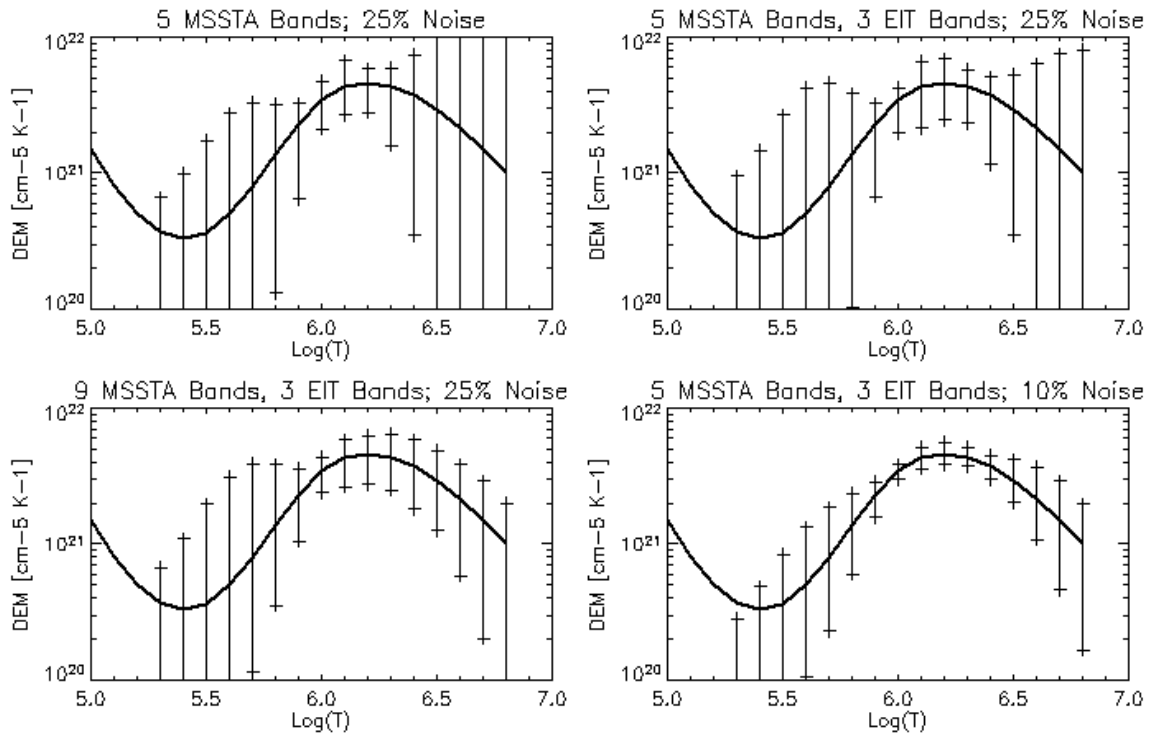 5 MSSTA Bands; 25% Noise
10^22
10^21
10^20
DEM [cm-5 K-1]
5.0 5.5 6.0 6.5 7.0
Log(T)
5 MSSTA Bands, 3 EIT Bands; 25% Noise
10^22
10^21
10^20
DEM [cm-5 K-1]
5.0 5.5 6.0 6.5 7.0
Log(T)
9 MSSTA Bands, 3 EIT Bands; 25% Noise
10^22
10^21
10^20
DEM [cm-5 K-1]
5.0 5.5 6.0 6.5 7.0
Log(T)
5 MSSTA Bands, 3 EIT Bands; 10% Noise
10^22
10^21
10^20
DEM [cm-5 K-1]
5.0 5.5 6.0 6.5 7.0
Log(T)